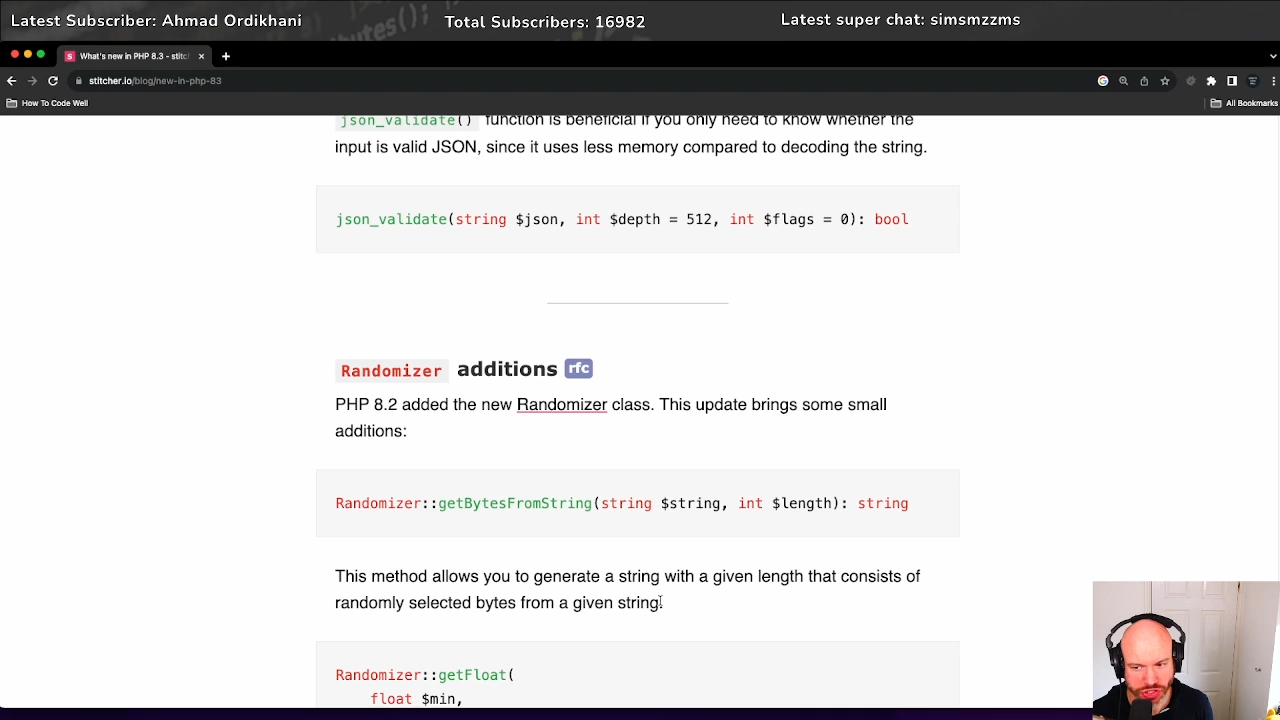 Latest Subscriber: Ahmad Ordikhani
Total Subscribers: 16982
Latest super chat: simsmzzms
What's new in PHP 8.3 - stitc
stitcher.io/blog/new-in-php-83
How To Code Well
All Bookmarks
json_validate() function is beneficial if you only need to know whether the
input is valid JSON, since it uses less memory compared to decoding the string.
json_validate(string $json, int $depth = 512, int $flags = 0): bool
Randomizer additions rfc
PHP 8.2 added the new Randomizer class. This update brings some small
additions:
Randomizer::getBytesFromString(string $string, int $length): string
This method allows you to generate a string with a given length that consists of
randomly selected bytes from a given string.
Randomizer::getFloat(
float $min,